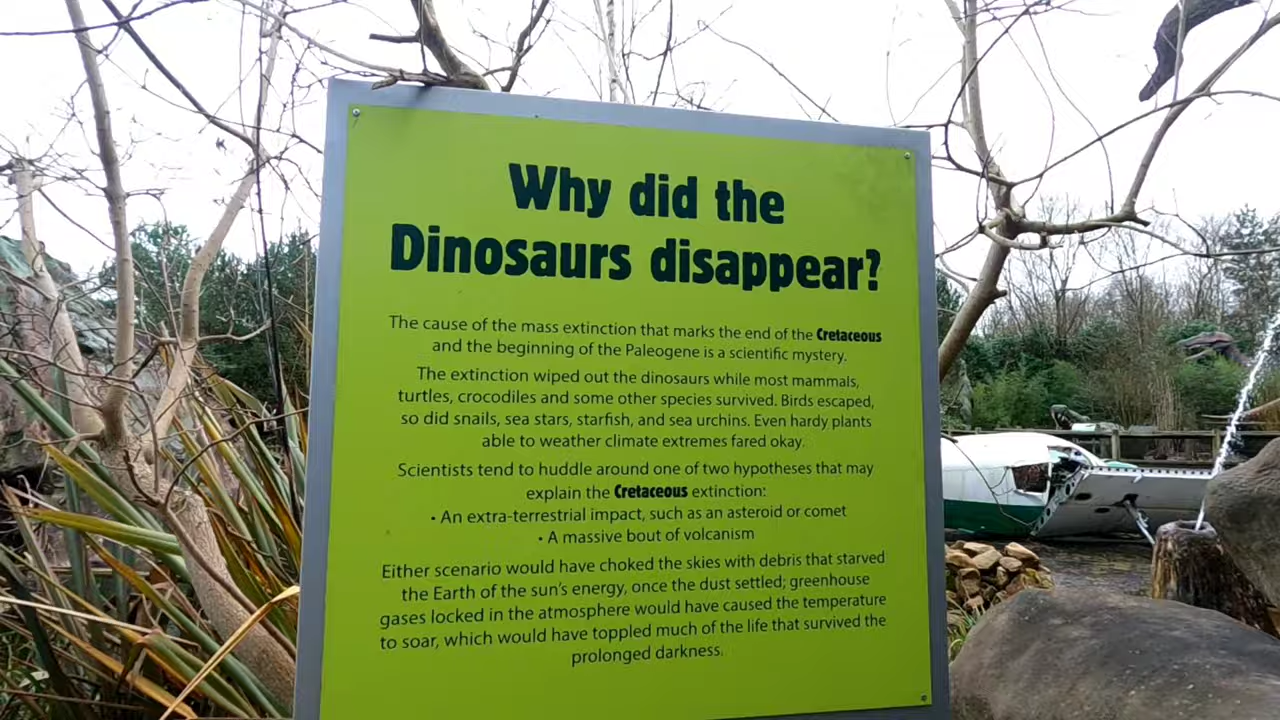 Why did the
Dinosaurs disappear?
The cause of the mass extinction that marks the end of the Cretaceous
and the beginning of the Paleogene is a scientific mystery.
The extinction wiped out the dinosaurs while most mammals,
turtles, crocodiles and some other species survived. Birds escaped,
so did snails, sea stars, starfish, and sea urchins. Even hardy plants
able to weather climate extremes fared okay.
Scientists tend to huddle around one of two hypotheses that may
explain the Cretaceous extinction:
• An extra-terrestrial impact, such as an asteroid or comet
• A massive bout of volcanism
Either scenario would have choked the skies with debris that starved
the Earth of the sun's energy, once the dust settled; greenhouse
gases locked in the atmosphere would have caused the temperature
to soar, which would have toppled much of the life that survived the
prolonged darkness.